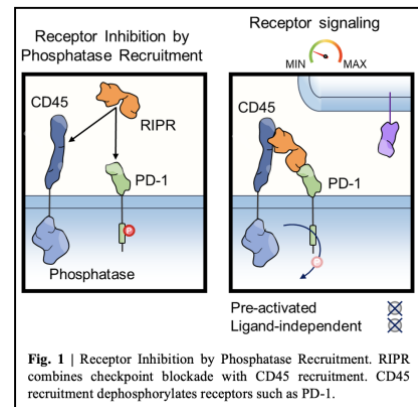 Receptor Inhibition by
Phosphatase Recruitment
CD45
RIPR
PD-1
Phosphatase
Receptor signaling
MIN MAX
CD45
PD-1
Pre-activated
Ligand-independent
Fig. 1 | Receptor Inhibition by Phosphatase Recruitment. RIPR
combines checkpoint blockade with CD45 recruitment. CD45
recruitment dephosphorylates receptors such as PD-1.